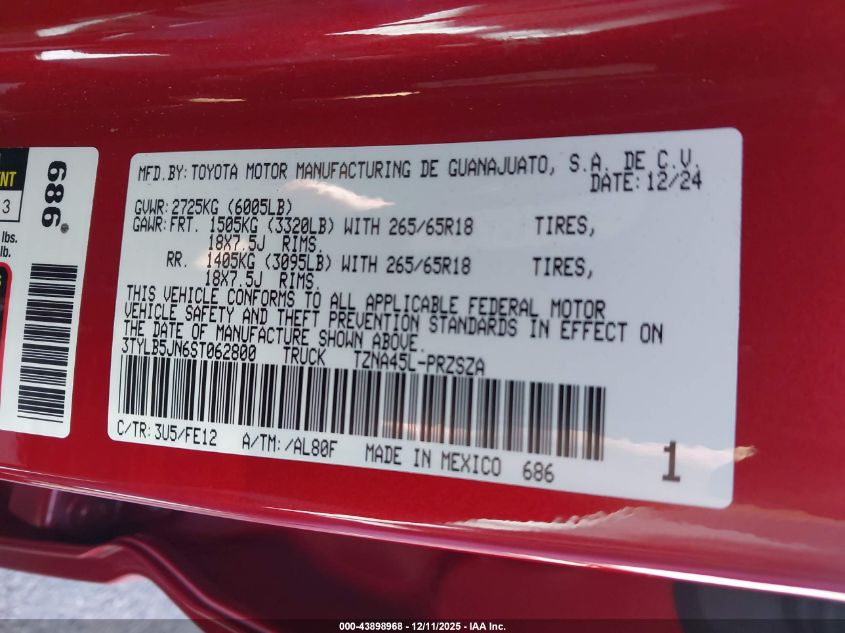 NT
3
lbs.
lb.
686
MFD.BY:TOYOTA MOTOR MANUFACTURING DE GUANAJUATO, S.A. DE C.V.
DATE:12/24
GVWR:2725KG (6005LB)
GAWR:FRT. 1505KG (3320LB) WITH 265/65R18 TIRES,
18X7.5J RIMS.
RR. 1405KG (3095LB) WITH 265/65R18 TIRES,
18X7.5J RIMS.
THIS VEHICLE CONFORMS TO ALL APPLICABLE FEDERAL MOTOR
VEHICLE SAFETY AND THEFT PREVENTION STANDARDS IN EFFECT ON
THE DATE OF MANUFACTURE SHOWN ABOVE.
3TYLB5JN6ST062800 TRUCK TZNA45L-PRZSZA
C/TR:3U5/FE12 A/TM:/AL80F MADE IN MEXICO 686 1
000-43898968 - 12/11/2025 - IAA Inc.